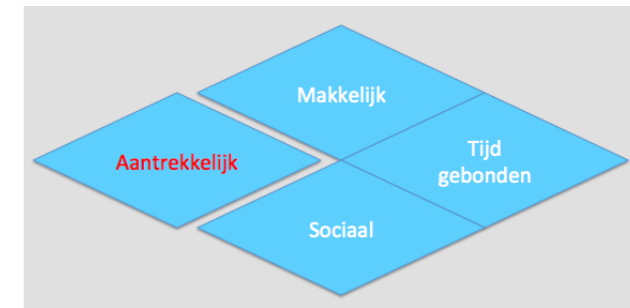 Makkelijk
Aantrekkelijk
Tijd
gebonden
Sociaal